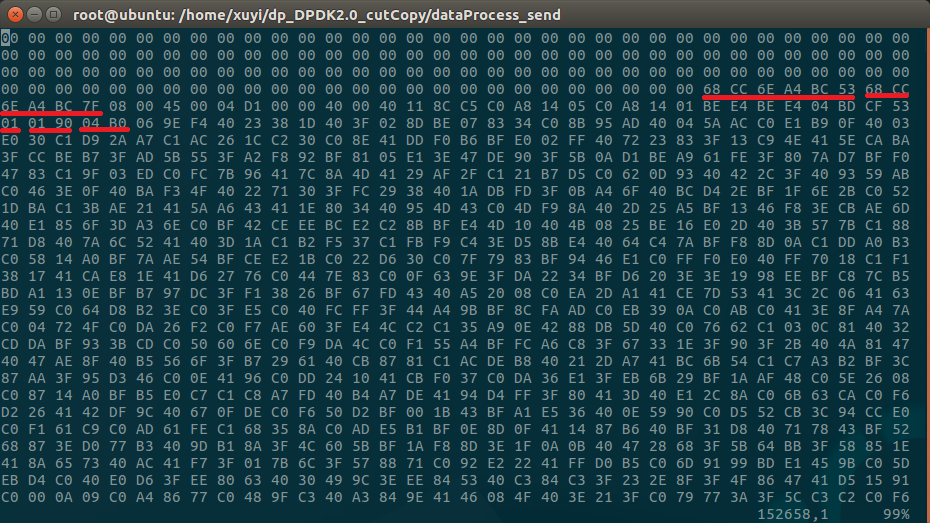 root@ubuntu: /home/xuyi/dp_DPDK2.0_cutCopy/dataProcess_send
00 00 00 00 00 00 00 00 00 00 00 00 00 00 00 00 00 00 00 00 00 00 00 00 00 00 00 00 00 00 00 00 00
00 00 00 00 00 00 00 00 00 00 00 00 00 00 00 00 00 00 00 00 00 00 00 00 00 00 00 00 00 00 00 00 00
00 00 00 00 00 00 00 00 00 00 00 00 00 00 00 00 00 00 00 00 00 00 00 00 00 00 00 00 00 00 00 00 00
00 00 00 00 00 00 00 00 00 00 00 00 00 00 00 00 00 00 00 00 00 00 00 00 00 68 CC 6E A4 BC 53 68 CC
6E A4 BC 7F 08 00 45 00 04 D1 00 00 40 00 40 11 8C C5 C0 A8 14 05 C0 A8 14 01 BE E4 BE E4 04 BD CF 53
01 01 90 04 B0 06 9E F4 40 23 38 1D 40 3F 02 8D BE 07 83 34 C0 8B 95 AD 40 04 5A AC C0 E1 B9 0F 40 03
E0 30 C1 D9 2A A7 C1 AC 26 1C C2 30 C0 8E 41 DD F0 B6 BF E0 02 FF 40 72 23 83 3F 13 C9 4E 41 5E CA BA
3F CC BE B7 3F AD 5B 55 3F A2 F8 92 BF 81 05 E1 3E 47 DE 90 3F 5B 0A D1 BE A9 61 FE 3F 80 7A D7 BF F0
47 83 C1 9F 03 ED C0 FC 7B 96 41 7C 8A 4D 41 29 AF 2F C1 21 B7 D5 C0 62 0D 93 40 42 2C 3F 40 93 59 AB
C0 46 3E 0F 40 BA F3 4F 40 22 71 30 3F FC 29 38 40 1A DB FD 3F 0B A4 6F 40 BC D4 2E BF 1F 6E 2B C0 52
1D BA C1 3B AE 21 41 5A A6 43 41 1E 80 34 40 95 4D 43 C0 4D F9 8A 40 2D 25 A5 BF 13 46 F8 3E CB AE 6D
40 E1 85 6F 3D A3 6E C0 BF 42 CE EE BC E2 C2 8B BF E4 4D 10 40 4B 08 25 BE 16 E0 2D 40 3B 57 7B C1 88
71 D8 40 7A 6C 52 41 40 3D 1A C1 B2 F5 37 C1 FB F9 C4 3E D5 8B E4 40 64 C4 7A BF F8 8D 0A C1 DD A0 B3
C0 58 14 A0 BF 7A AE 54 BF CE E2 1B C0 22 D6 30 C0 7F 79 83 BF 94 46 E1 C0 FF F0 E0 40 FF 70 18 C1 F1
38 17 41 CA E8 1E 41 D6 27 76 C0 44 7E 83 C0 0F 63 9E 3F DA 22 34 BF D6 20 3E 3E 19 98 EE BF C8 7C B5
BD A1 13 0E BF B7 97 DC 3F F1 38 26 BF 67 FD 43 40 A5 20 08 C0 EA 2D A1 41 CE 7D 53 41 3C 2C 06 41 63
E9 59 C0 64 D8 B2 3E C0 3F E5 C0 40 FC FF 3F 44 A4 9B BF 8C FA AD C0 EB 39 0A C0 AB C0 41 3E 8F A4 7A
C0 04 72 4F C0 DA 26 F2 C0 F7 AE 60 3F E4 4C C2 C1 35 A9 0E 42 88 DB 5D 40 C0 76 62 C1 03 0C 81 40 32
CD DA BF 93 3B CD C0 50 60 6E C0 F9 DA 4C C0 F1 55 A4 BF FC A6 C8 3F 67 33 1E 3F 90 3F 2B 40 4A 81 47
40 47 AE 8F 40 B5 56 6F 3F B7 29 61 40 CB 87 81 C1 AC DE B8 40 21 2D A7 41 BC 6B 54 C1 C7 A3 B2 BF 3C
87 AA 3F 95 D3 46 C0 0E 41 96 C0 DD 24 10 41 CB F0 37 C0 DA 36 E1 3F EB 6B 29 BF 1A AF 48 C0 5E 26 08
C0 87 14 A0 BF B5 E0 C7 C1 C8 A7 FD 40 B4 A7 DE 41 94 D4 FF 3F 80 41 3D 40 E1 2C 8A C0 6B 63 CA C0 F6
D2 26 41 42 DF 9C 40 67 0F DE C0 F6 50 D2 BF 00 1B 43 BF A1 E5 36 40 0E 59 90 C0 D5 52 CB 3C 94 CC E0
C0 F1 61 C9 C0 AD 61 FE C1 68 35 8A C0 AD E5 B1 BF 0E 8D 0F 41 14 87 B6 40 BF 31 D8 40 71 78 43 BF 52
68 87 3E D0 77 B3 40 9D B1 8A 3F 4C 60 5B BF 1A F8 8D 3E 1F 0A 0B 40 47 28 68 3F 5B 64 BB 3F 58 85 1E
41 8A 65 73 40 AC 41 F7 3F 01 7B 6C 3F 57 88 71 C0 92 E2 22 41 FF D0 B5 C0 6D 91 99 BD E1 45 9B C0 5D
EB D4 C0 40 E0 D6 3F EE 80 63 40 30 49 9C 3E EE 84 53 40 C3 84 C3 3F 23 2E 8F 3F 4F 86 47 41 D5 15 91
C0 00 0A 09 C0 A4 86 77 C0 48 9F C3 40 A3 84 9E 41 46 08 4F 40 3E 21 3F C0 79 77 3A 3F 5C C3 C2 C0 F6
152658,1 99%